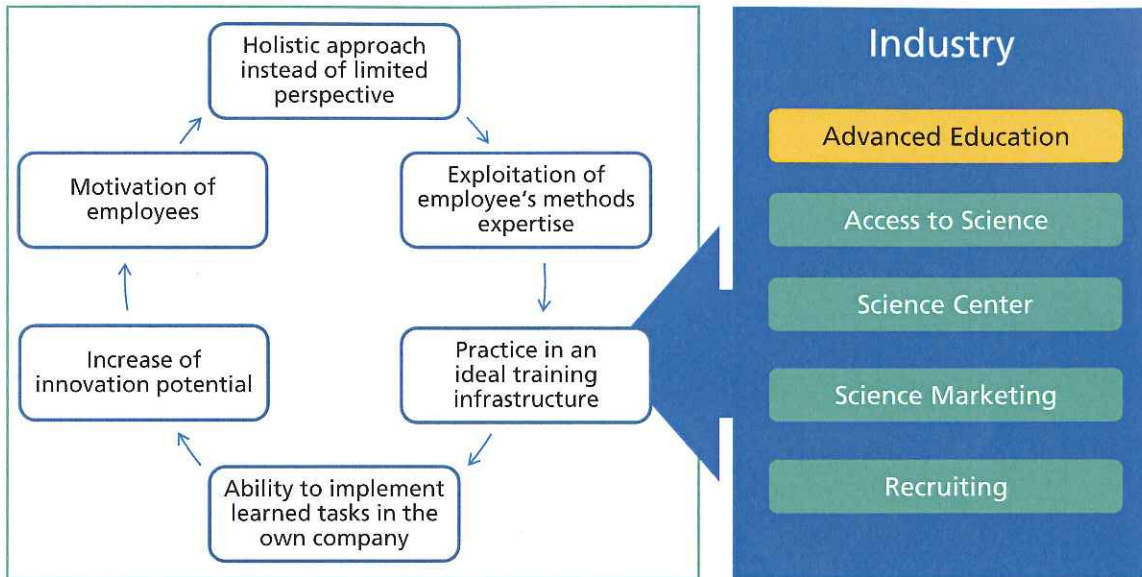 Holistic approach
instead of limited
perspective
Exploitation of
employee‘s methods
expertise
Practice in an
ideal training
infrastructure
Ability to implement
learned tasks in the
own company
Increase of
innovation potential
Motivation of
employees
Industry
Advanced Education
Access to Science
Science Center
Science Marketing
Recruiting